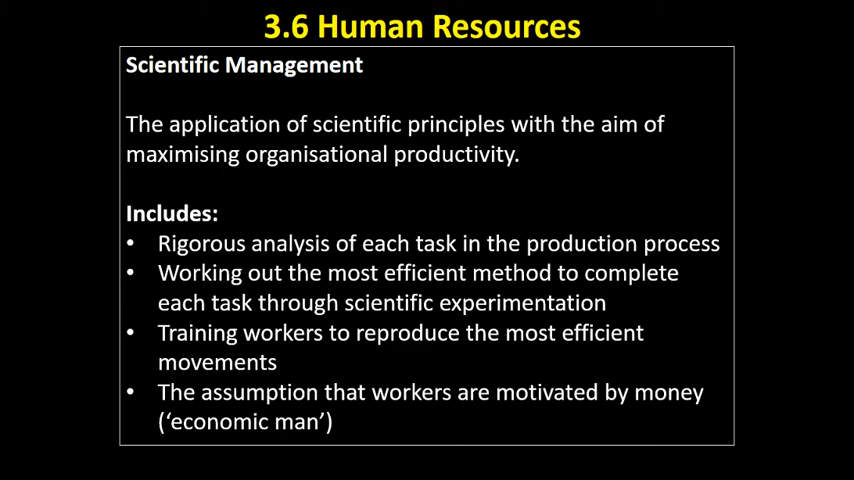 3.6 Human Resources
Scientific Management
The application of scientific principles with the aim of
maximising organisational productivity.
Includes:
• Rigorous analysis of each task in the production process
• Working out the most efficient method to complete
each task through scientific experimentation
• Training workers to reproduce the most efficient
movements
• The assumption that workers are motivated by money
(‘economic man’)